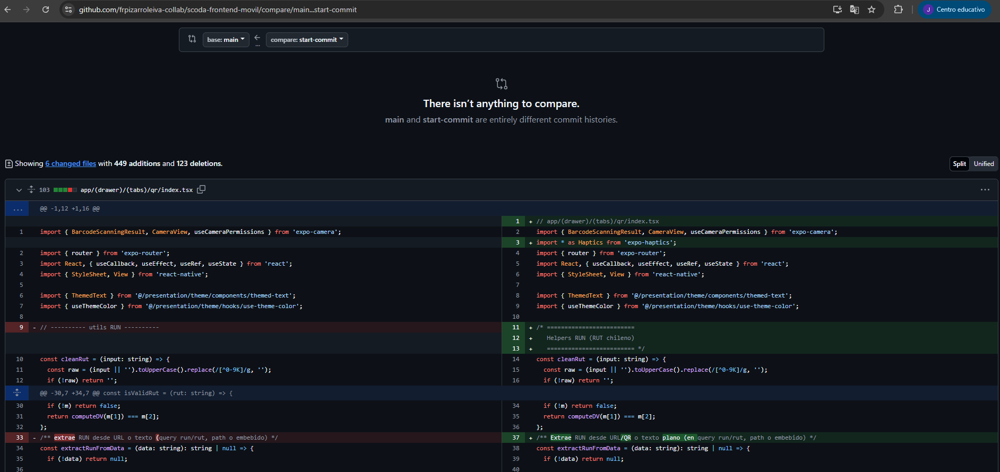 github.com/frpizarroleiva-collab/scoda-frontend-movil/compare/main...start-commit
J Centro educativo
base: main
...
compare: start-commit
There isn’t anything to compare.
main and start-commit are entirely different commit histories.
Showing 6 changed files with 449 additions and 123 deletions.
Split Unified
103 app/(drawer)/(tabs)/qr/index.tsx
... @@ -1,12 +1,16 @@
1 + // app/(drawer)/(tabs)/qr/index.tsx
1 import { BarcodeScanningResult, CameraView, useCameraPermissions } from 'expo-camera'; 2 import { BarcodeScanningResult, CameraView, useCameraPermissions } from 'expo-camera';
3 + import * as Haptics from 'expo-haptics';
2 import { router } from 'expo-router'; 4 import { router } from 'expo-router';
3 import React, { useCallback, useEffect, useRef, useState } from 'react'; 5 import React, { useCallback, useEffect, useRef, useState } from 'react';
4 import { StyleSheet, View } from 'react-native'; 6 import { StyleSheet, View } from 'react-native';
5 7
6 import { ThemedText } from '@/presentation/theme/components/themed-text'; 8 import { ThemedText } from '@/presentation/theme/components/themed-text';
7 import { useThemeColor } from '@/presentation/theme/hooks/use-theme-color'; 9 import { useThemeColor } from '@/presentation/theme/hooks/use-theme-color';
8 10
9 - // ---------- utils RUN ---------- 11 + /* =========================
12 + Helpers RUN (RUT chileno)
13 + ========================= */
10 const cleanRut = (input: string) => { 14 const cleanRut = (input: string) => {
11 const raw = (input || '').toUpperCase().replace(/[^0-9K]/g, ''); 15 const raw = (input || '').toUpperCase().replace(/[^0-9K]/g, '');
12 if (!raw) return ''; 16 if (!raw) return '';
@@ -30,7 +34,7 @@ const isValidRut = (rut: string) => {
30 if (!m) return false; 34 if (!m) return false;
31 return computeDV(m[1]) === m[2]; 35 return computeDV(m[1]) === m[2];
32 }; 36 };
33 - /** extrae RUN desde URL o texto (query run/rut, path o embebido) */ 37 + /** Extrae RUN desde URL/QR o texto plano (en query run/rut, path o embebido) */
34 const extractRunFromData = (data: string): string | null => { 38 const extractRunFromData = (data: string): string | null => {
35 if (!data) return null; 39 if (!data) return null;
36 40